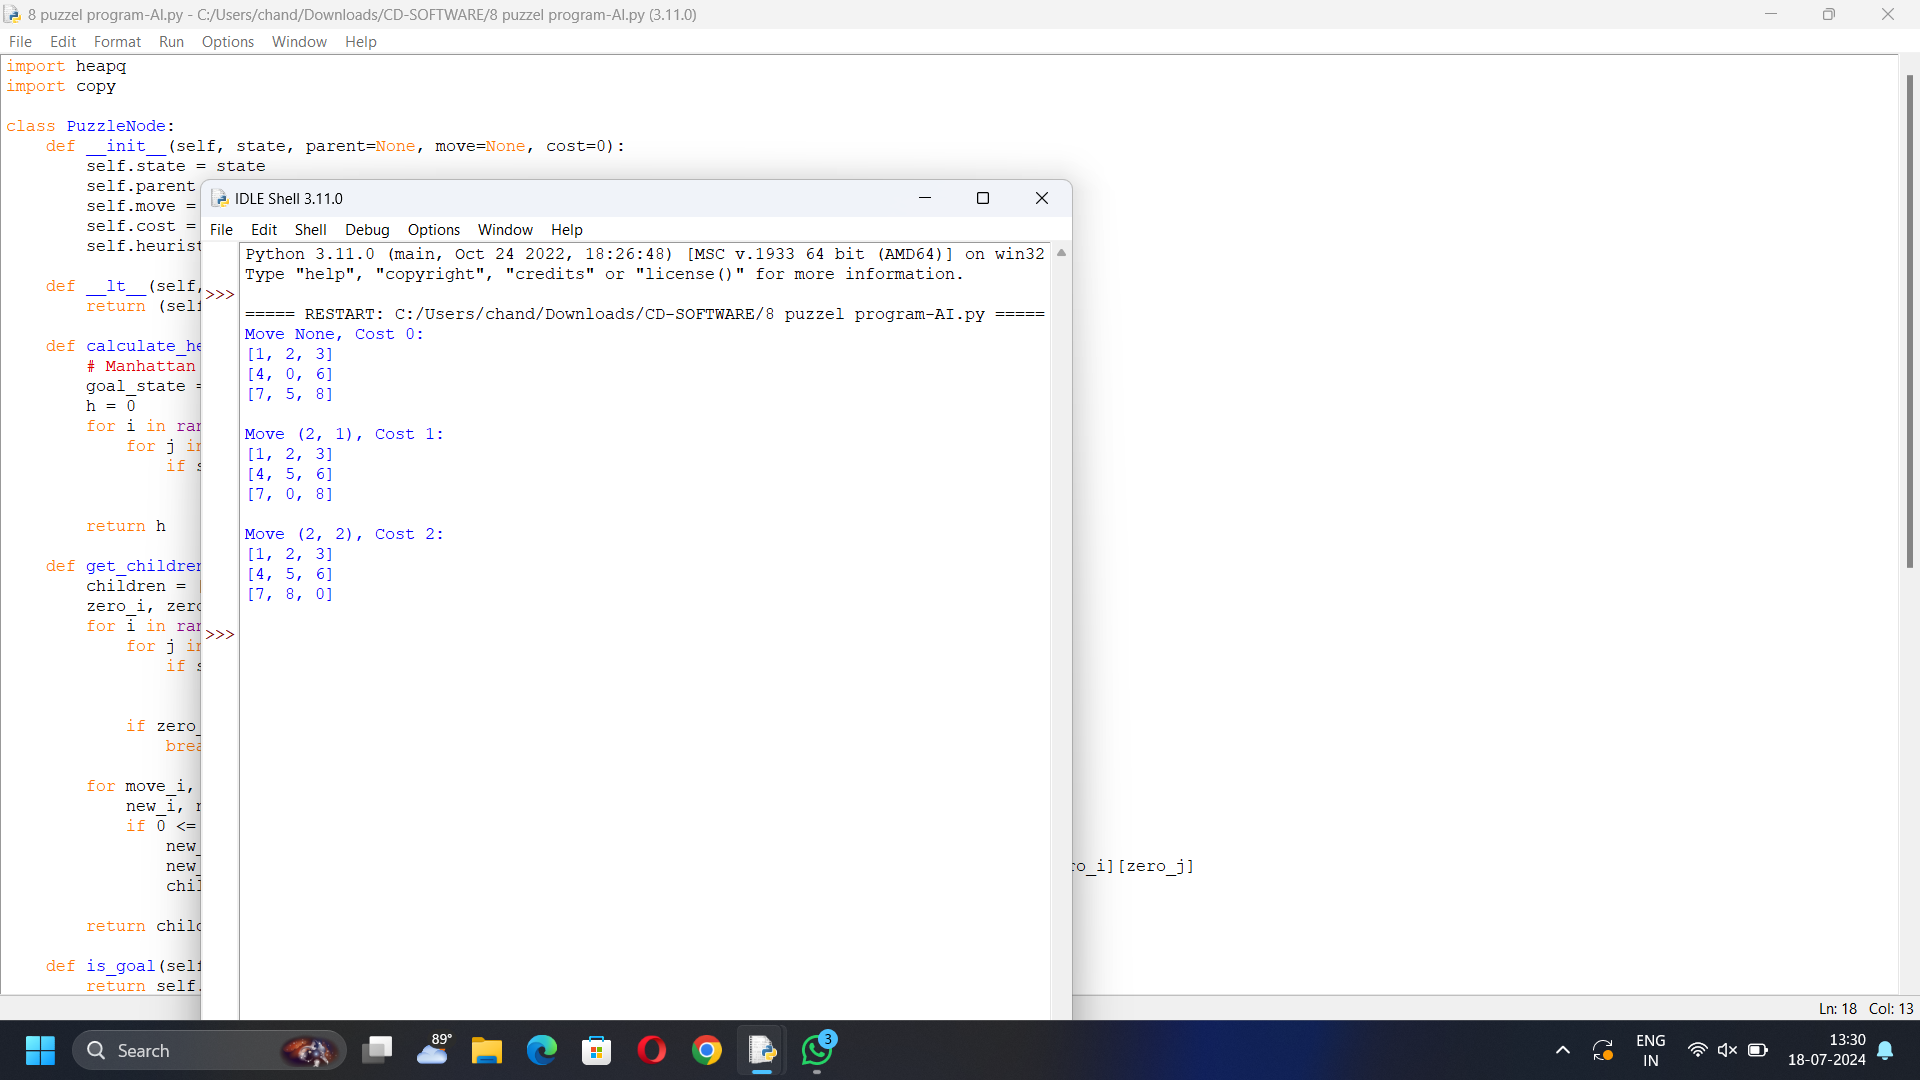 8 puzzel program-AI.py - C:/Users/chand/Downloads/CD-SOFTWARE/8 puzzel program-AI.py (3.11.0)
File Edit Format Run Options Window Help
import heapq
import copy
class PuzzleNode:
def __init__(self, state, parent=None, move=None, cost=0):
self.state = state
self.parent
self.move =
self.cost =
self.heurist
def __lt__(self,
return (self
def calculate_he
# Manhattan
goal_state =
h = 0
for i in ran
for j in
if s
return h
def get_children
children = [
zero_i, zero
for i in ran
for j in
if s
if zero_
brea
for move_i,
new_i, n
if 0 <=
new_
new_
chil
ro_i][zero_j]
return child
def is_goal(self
return self.
IDLE Shell 3.11.0
File Edit Shell Debug Options Window Help
Python 3.11.0 (main, Oct 24 2022, 18:26:48) [MSC v.1933 64 bit (AMD64)] on win32
Type "help", "copyright", "credits" or "license()" for more information.
>>>
===== RESTART: C:/Users/chand/Downloads/CD-SOFTWARE/8 puzzel program-AI.py =====
Move None, Cost 0:
[1, 2, 3]
[4, 0, 6]
[7, 5, 8]
Move (2, 1), Cost 1:
[1, 2, 3]
[4, 5, 6]
[7, 0, 8]
Move (2, 2), Cost 2:
[1, 2, 3]
[4, 5, 6]
[7, 8, 0]
>>>
Ln: 18 Col: 13
Search
89°
3
ENG
IN
13:30
18-07-2024